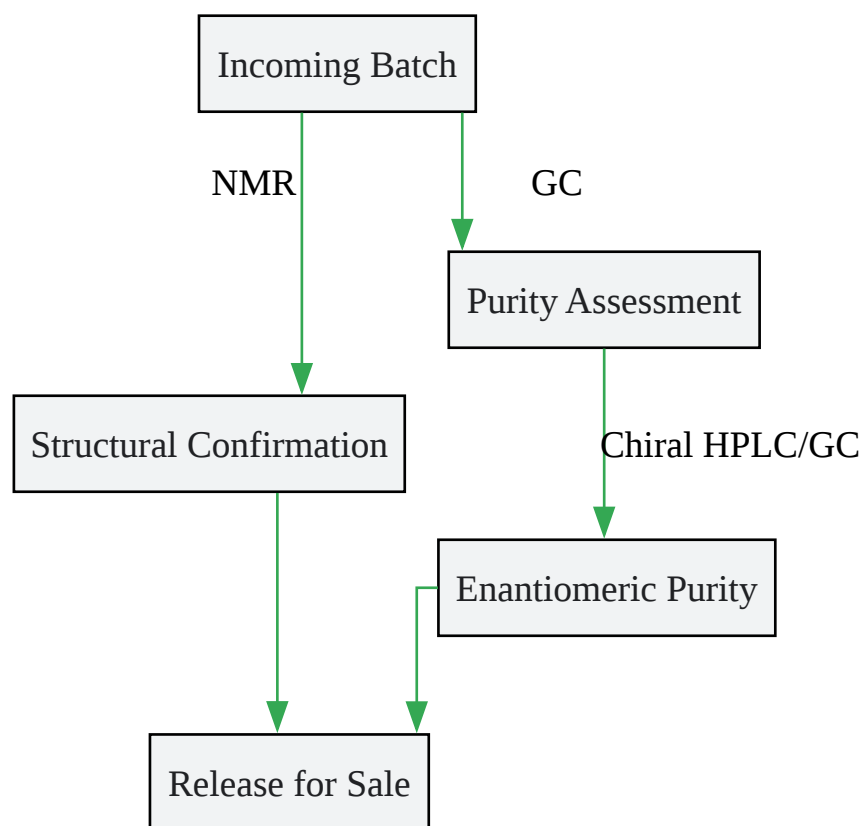 Incoming Batch
NMR
GC
Purity Assessment
Structural Confirmation
Chiral HPLC/GC
Enantiomeric Purity
Release for Sale